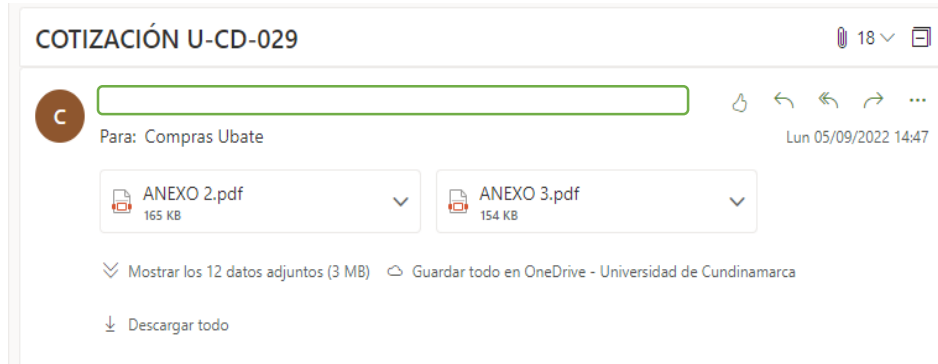 COTIZACIÓN U-CD-029
18
C
Para: Compras Ubate
Lun 05/09/2022 14:47
ANEXO 2.pdf
165 KB
ANEXO 3.pdf
154 KB
Mostrar los 12 datos adjuntos (3 MB) Guardar todo en OneDrive - Universidad de Cundinamarca
Descargar todo